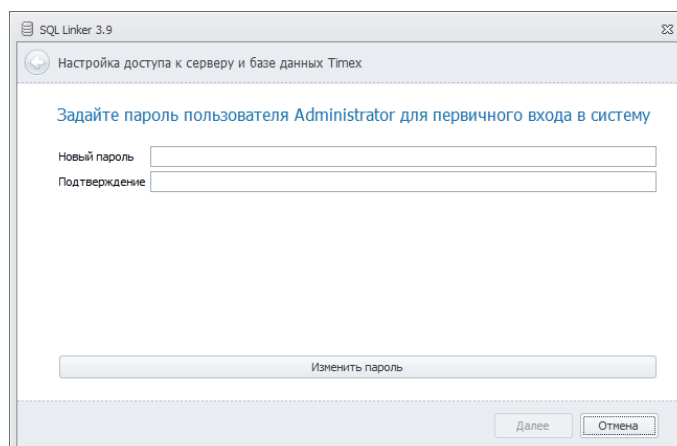 SQL Linker 3.9
Настройка доступа к серверу и базе данных Timex
Задайте пароль пользователя Administrator для первичного входа в систему
Новый пароль
Подтверждение
Изменить пароль
Далее
Отмена